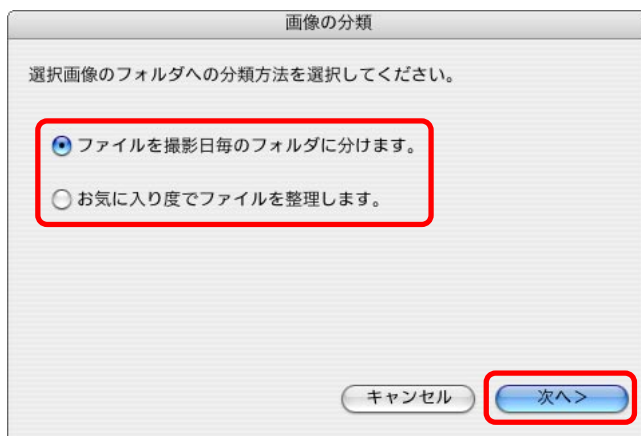 画像の分類
選択画像のフォルダへの分類方法を選択してください。
ファイルを撮影日毎のフォルダに分けます。
お気に入り度でファイルを整理します。
キャンセル
次へ>